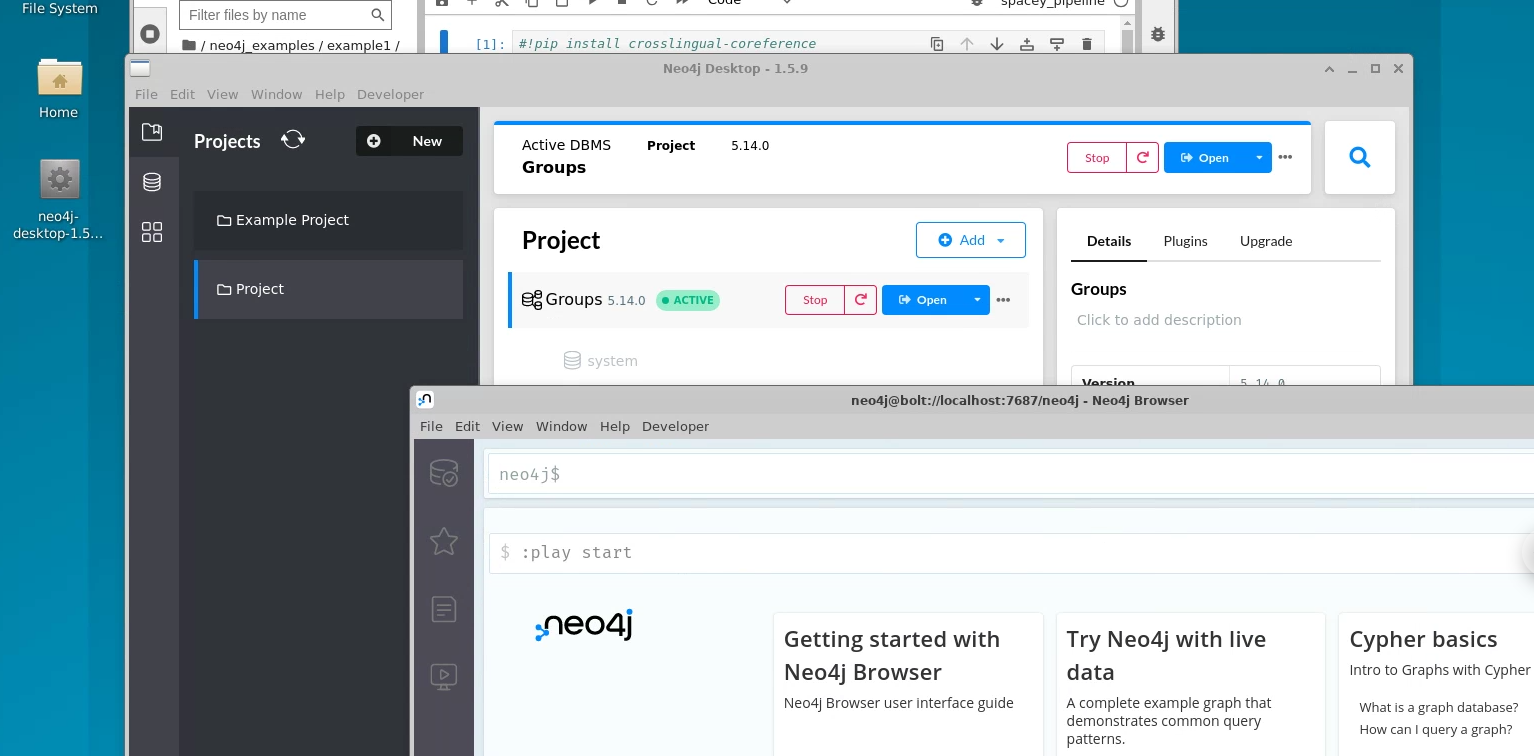 File System
Home
neo4j-
desktop-1.5...
Filter files by name
/ neo4j_examples / example1 /
Code
spacey_pipeline
[1]: #!pip install crosslingual-coreference
Neo4j Desktop - 1.5.9
File Edit View Window Help Developer
Projects
New
Example Project
Project
Active DBMS Project 5.14.0
Groups
Stop
Open
Project
Add
Groups 5.14.0 ACTIVE
Stop
Open
system
Details Plugins Upgrade
Groups
Click to add description
Version 5.14.0
neo4j@bolt://localhost:7687/neo4j - Neo4j Browser
File Edit View Window Help Developer
neo4j$
$ :play start
neo4j
Getting started with
Neo4j Browser
Neo4j Browser user interface guide
Try Neo4j with live
data
A complete example graph that
demonstrates common query
patterns.
Cypher basics
Intro to Graphs with Cypher
What is a graph database?
How can I query a graph?